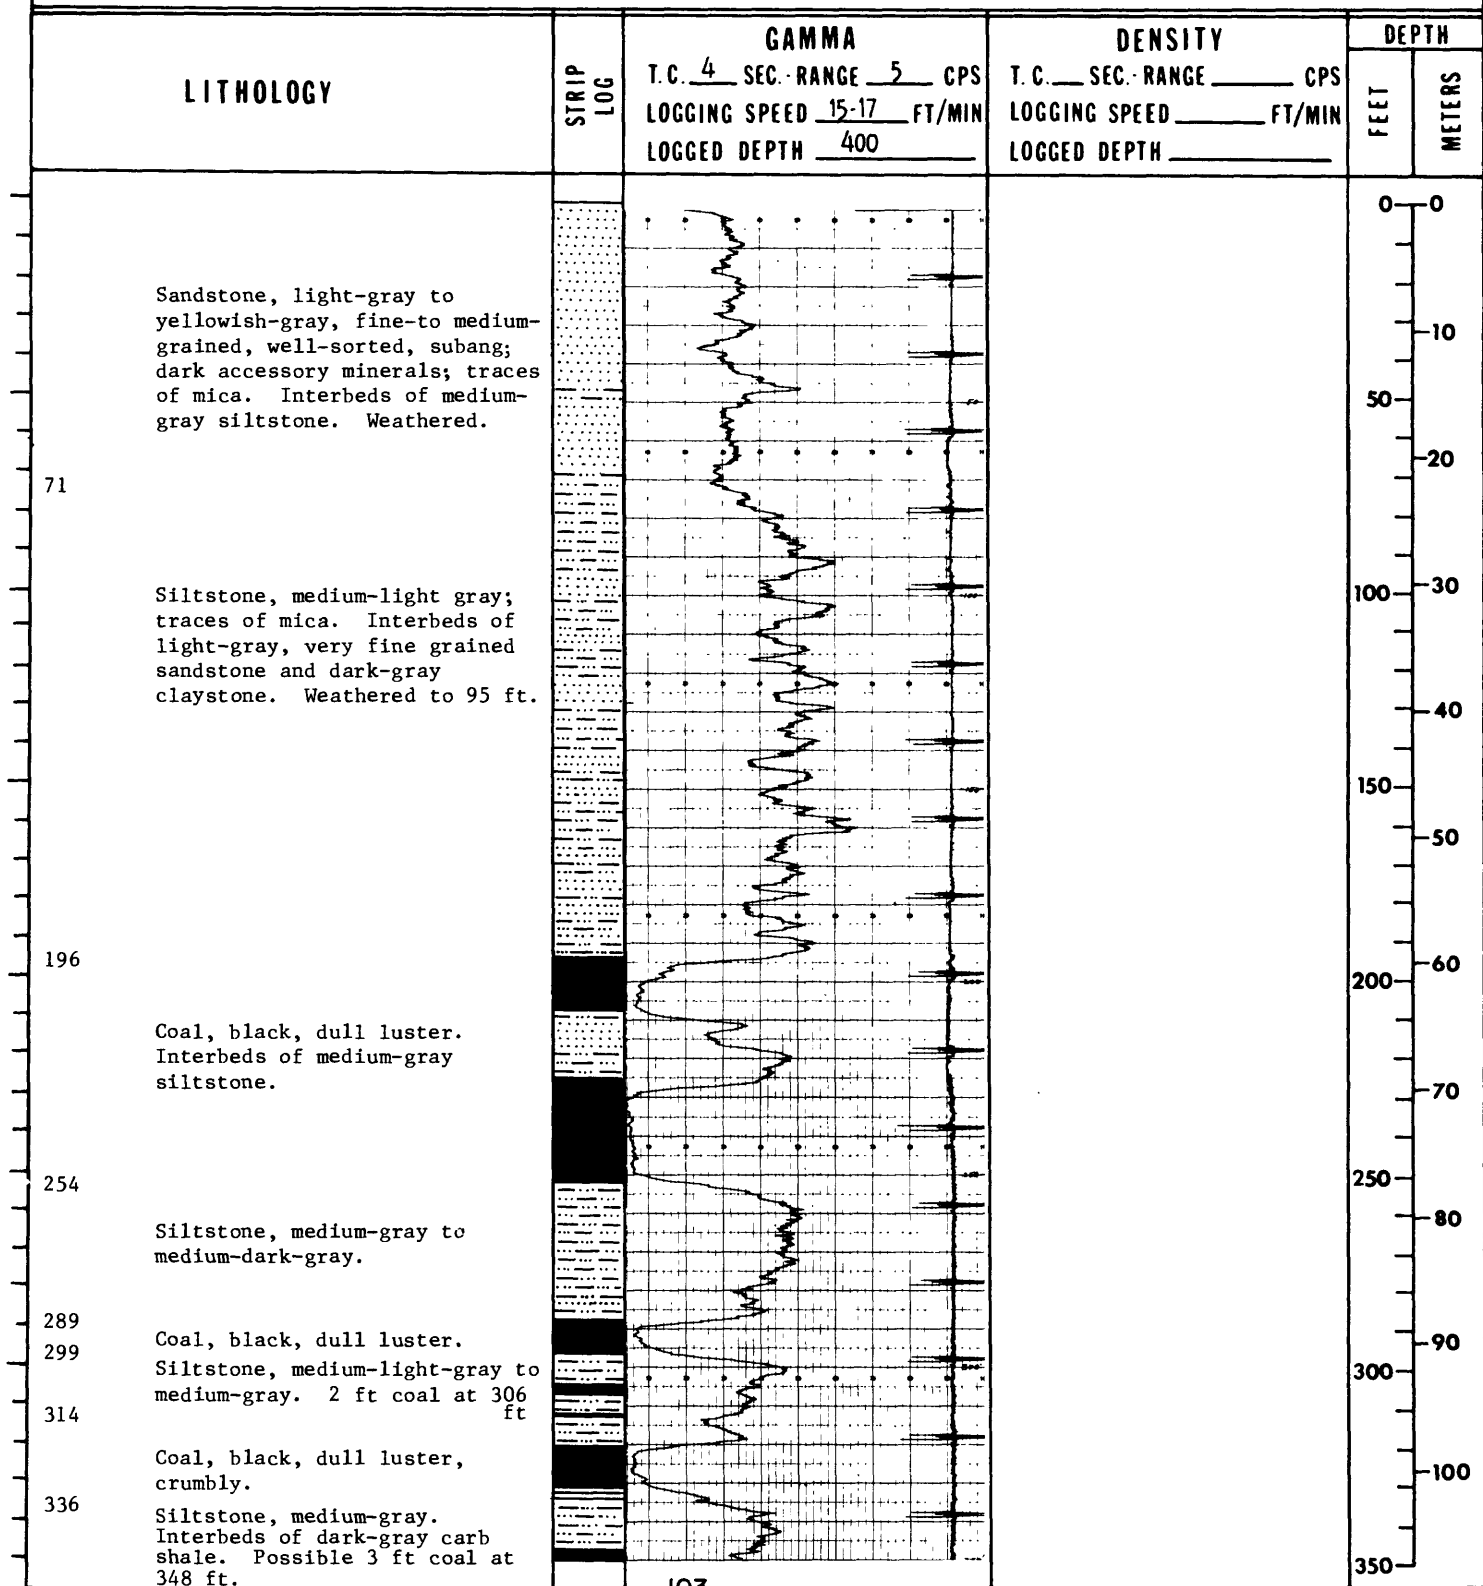 LITHOLOGY
STRIP LOG
GAMMA
T.C. 4 SEC.-RANGE 5 CPS
LOGGING SPEED 15-17 FT/MIN
LOGGED DEPTH 400
DENSITY
T.C. SEC.-RANGE CPS
LOGGING SPEED FT/MIN
LOGGED DEPTH
DEPTH
FEET
METERS
Sandstone, light-gray to
yellowish-gray, fine-to medium-
grained, well-sorted, subang;
dark accessory minerals; traces
of mica. Interbeds of medium-
gray siltstone. Weathered.
71
Siltstone, medium-light gray;
traces of mica. Interbeds of
light-gray, very fine grained
sandstone and dark-gray
claystone. Weathered to 95 ft.
196
Coal, black, dull luster.
Interbeds of medium-gray
siltstone.
254
Siltstone, medium-gray to
medium-dark-gray.
289
Coal, black, dull luster.
299
Siltstone, medium-light-gray to
medium-gray. 2 ft coal at 306
ft
314
Coal, black, dull luster,
crumbly.
336
Siltstone, medium-gray.
Interbeds of dark-gray carb
shale. Possible 3 ft coal at
348 ft.
0
50
100
150
200
250
300
350
0
10
20
30
40
50
60
70
80
90
100